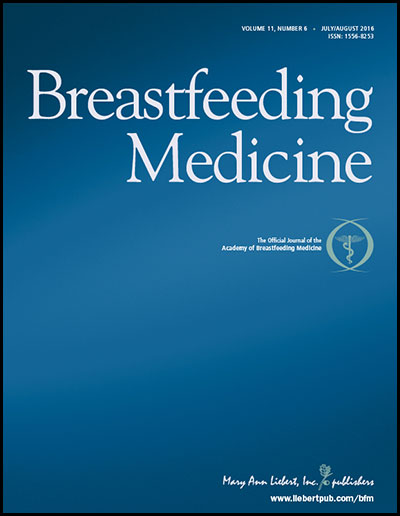 VOLUME 11, NUMBER 6 • JULY/AUGUST 2016
ISSN: 1556-8253
Breastfeeding
Medicine
The Official Journal of the
Academy of Breastfeeding Medicine
Mary Ann Liebert, Inc. publishers
www.liebertpub.com/bfm